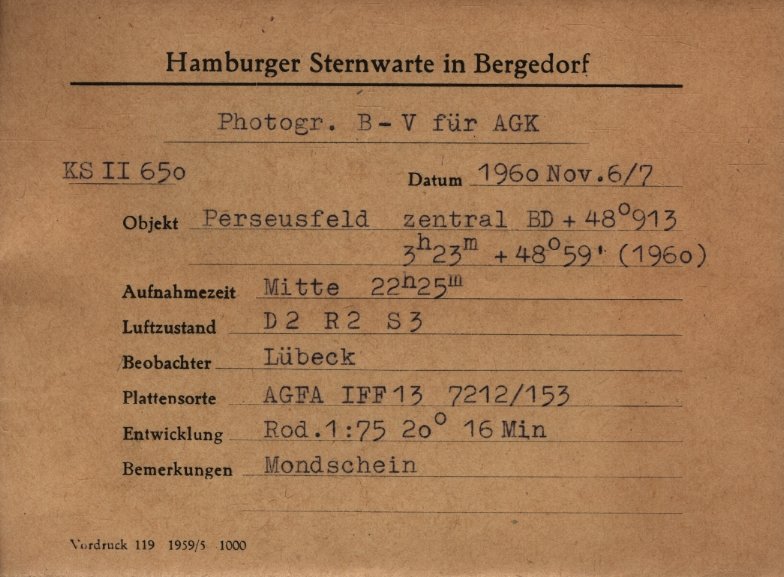 Hamburger Sternwarte in Bergedorf
Photogr. B-V für AGK
KS II 650
Datum 1960 Nov. 6/7
Objekt Perseusfeld zentral BD + 48°913
3ʰ23ᵐ + 48°59' (1960)
Aufnahmezeit Mitte 22ʰ25ᵐ
Luftzustand D 2 R 2 S 3
Beobachter Lübeck
Plattensorte AGFA IFF 13 7212/153
Entwicklung Rod. 1:75 20° 16 Min
Bemerkungen Mondschein
Vordruck 119 1959/5 1000